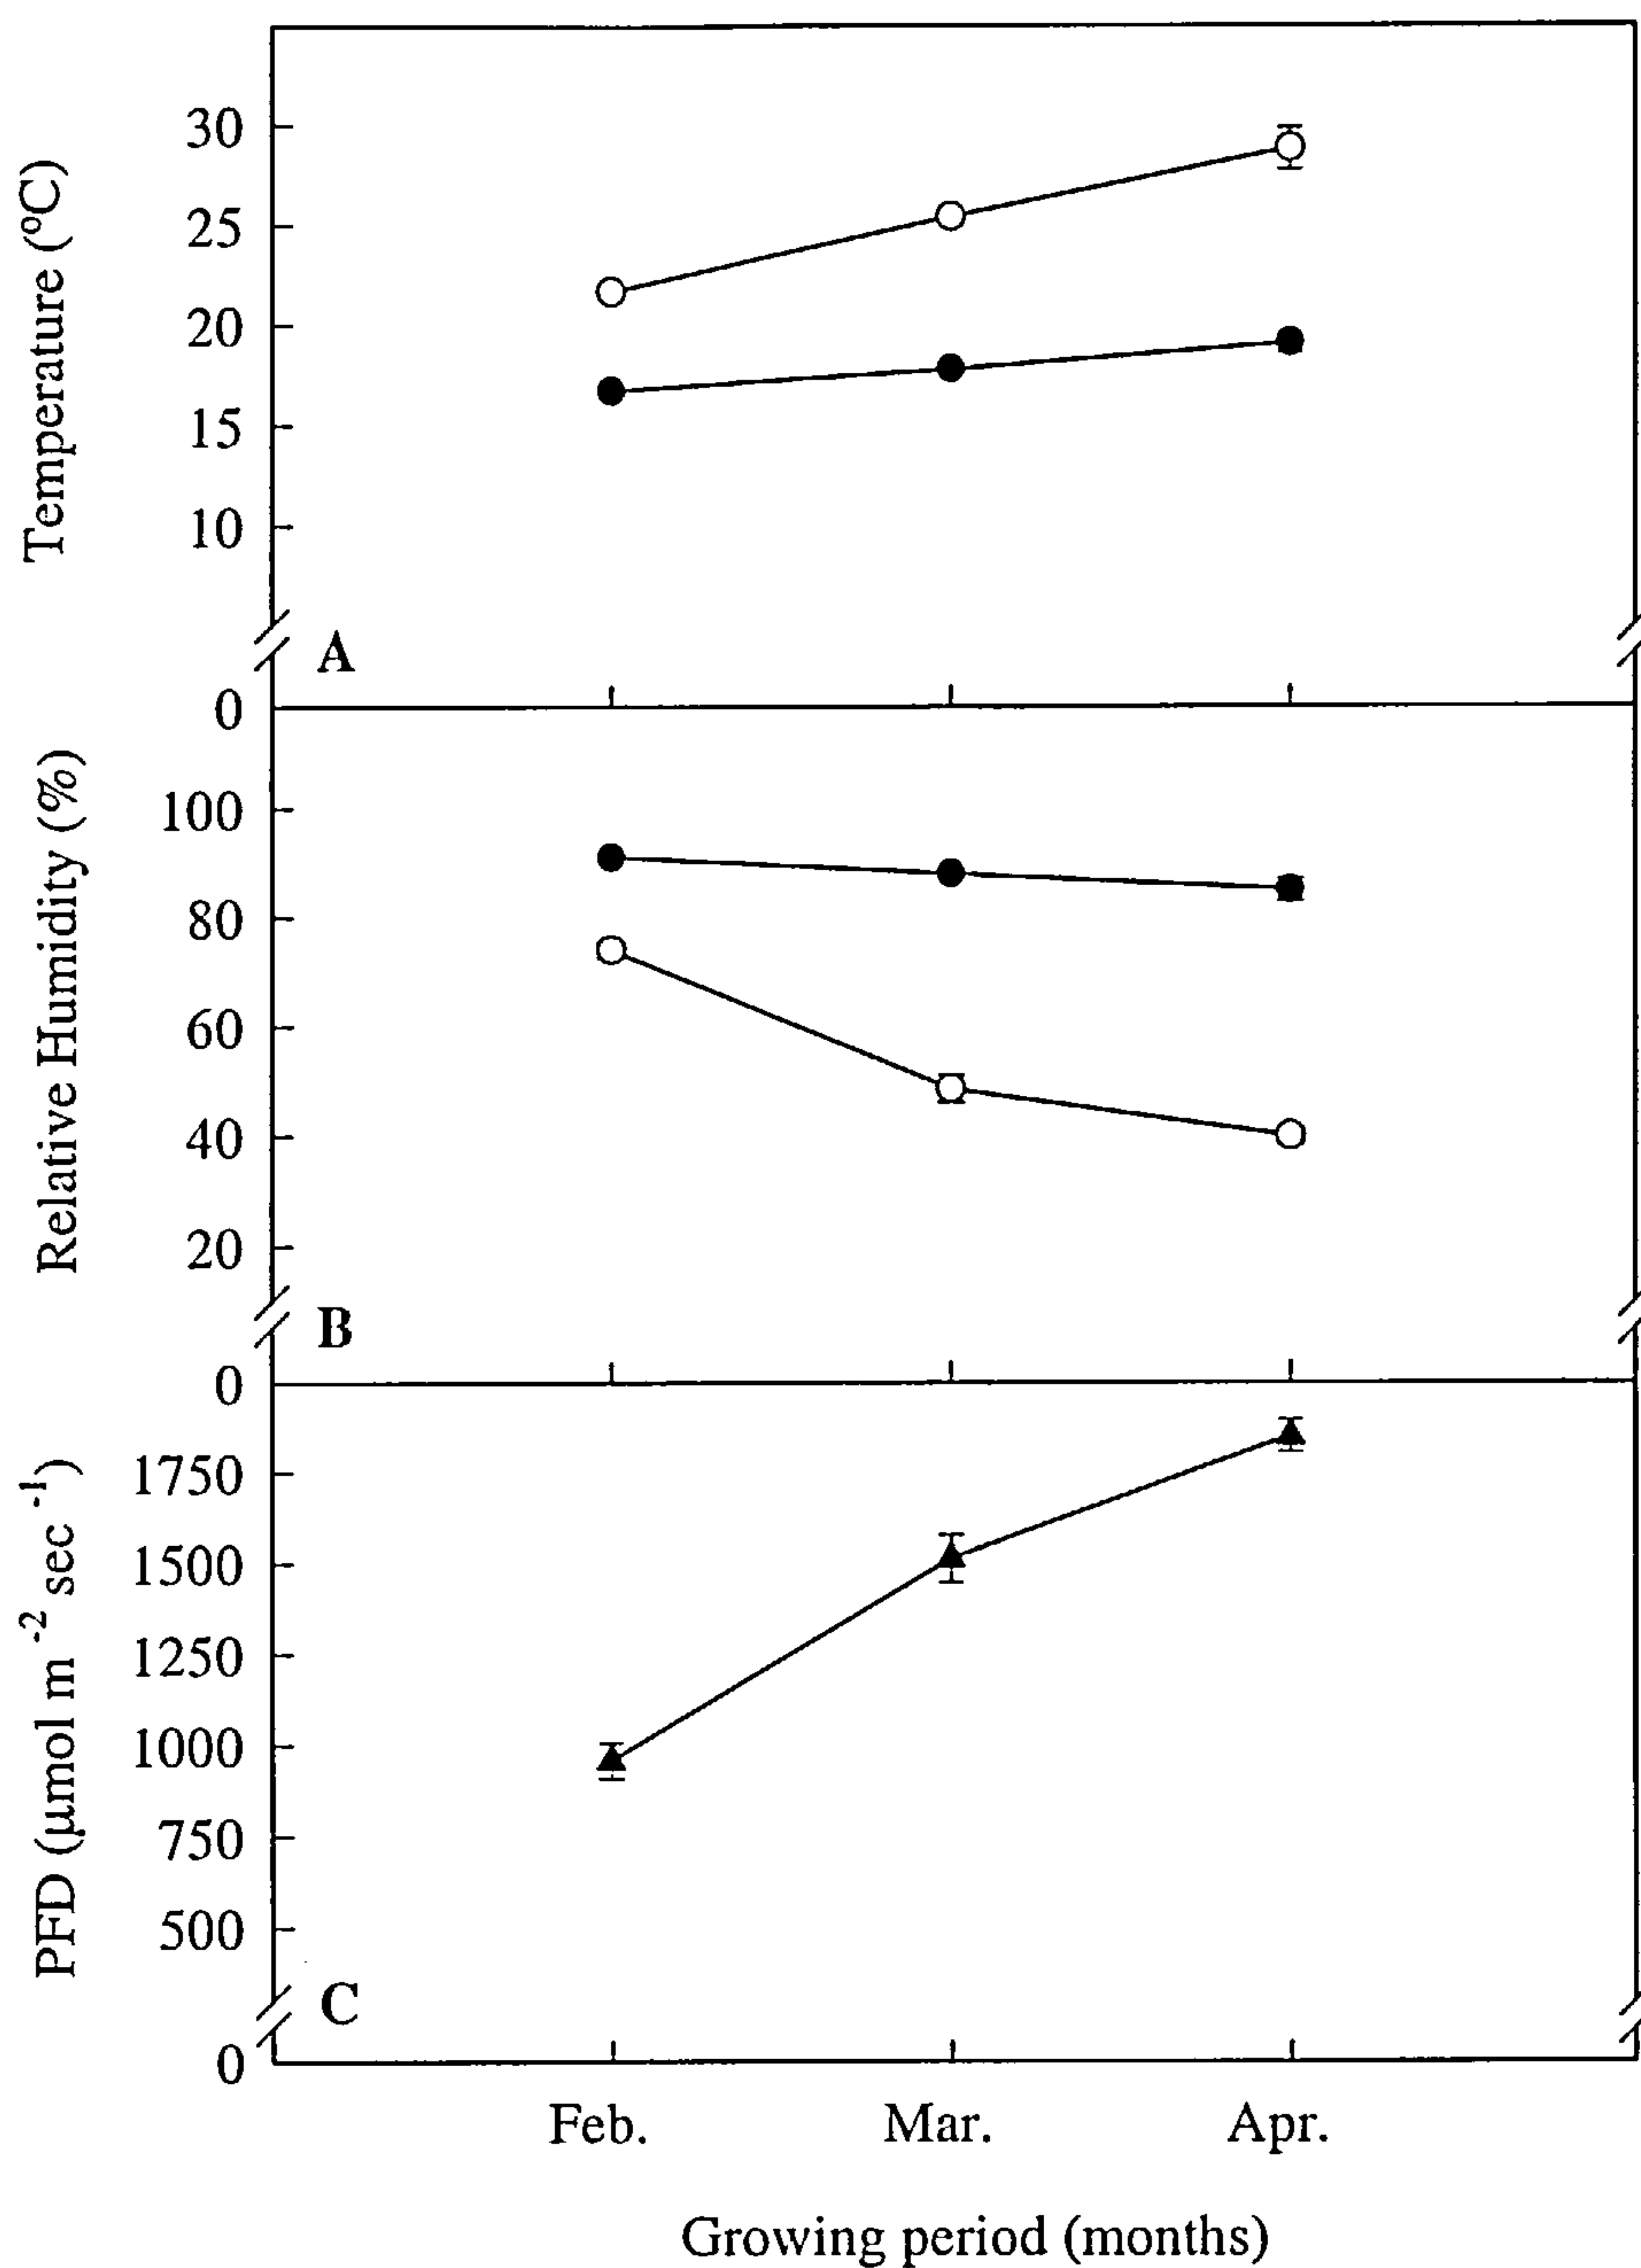 Temperature (ºC)
30
25
20
15
10
0
A
Relative Humidity (%)
100
80
60
40
20
0
B
PFD (µmol m⁻² sec⁻¹)
1750
1500
1250
1000
750
500
0
C
Feb. Mar. Apr.
Growing period (months)